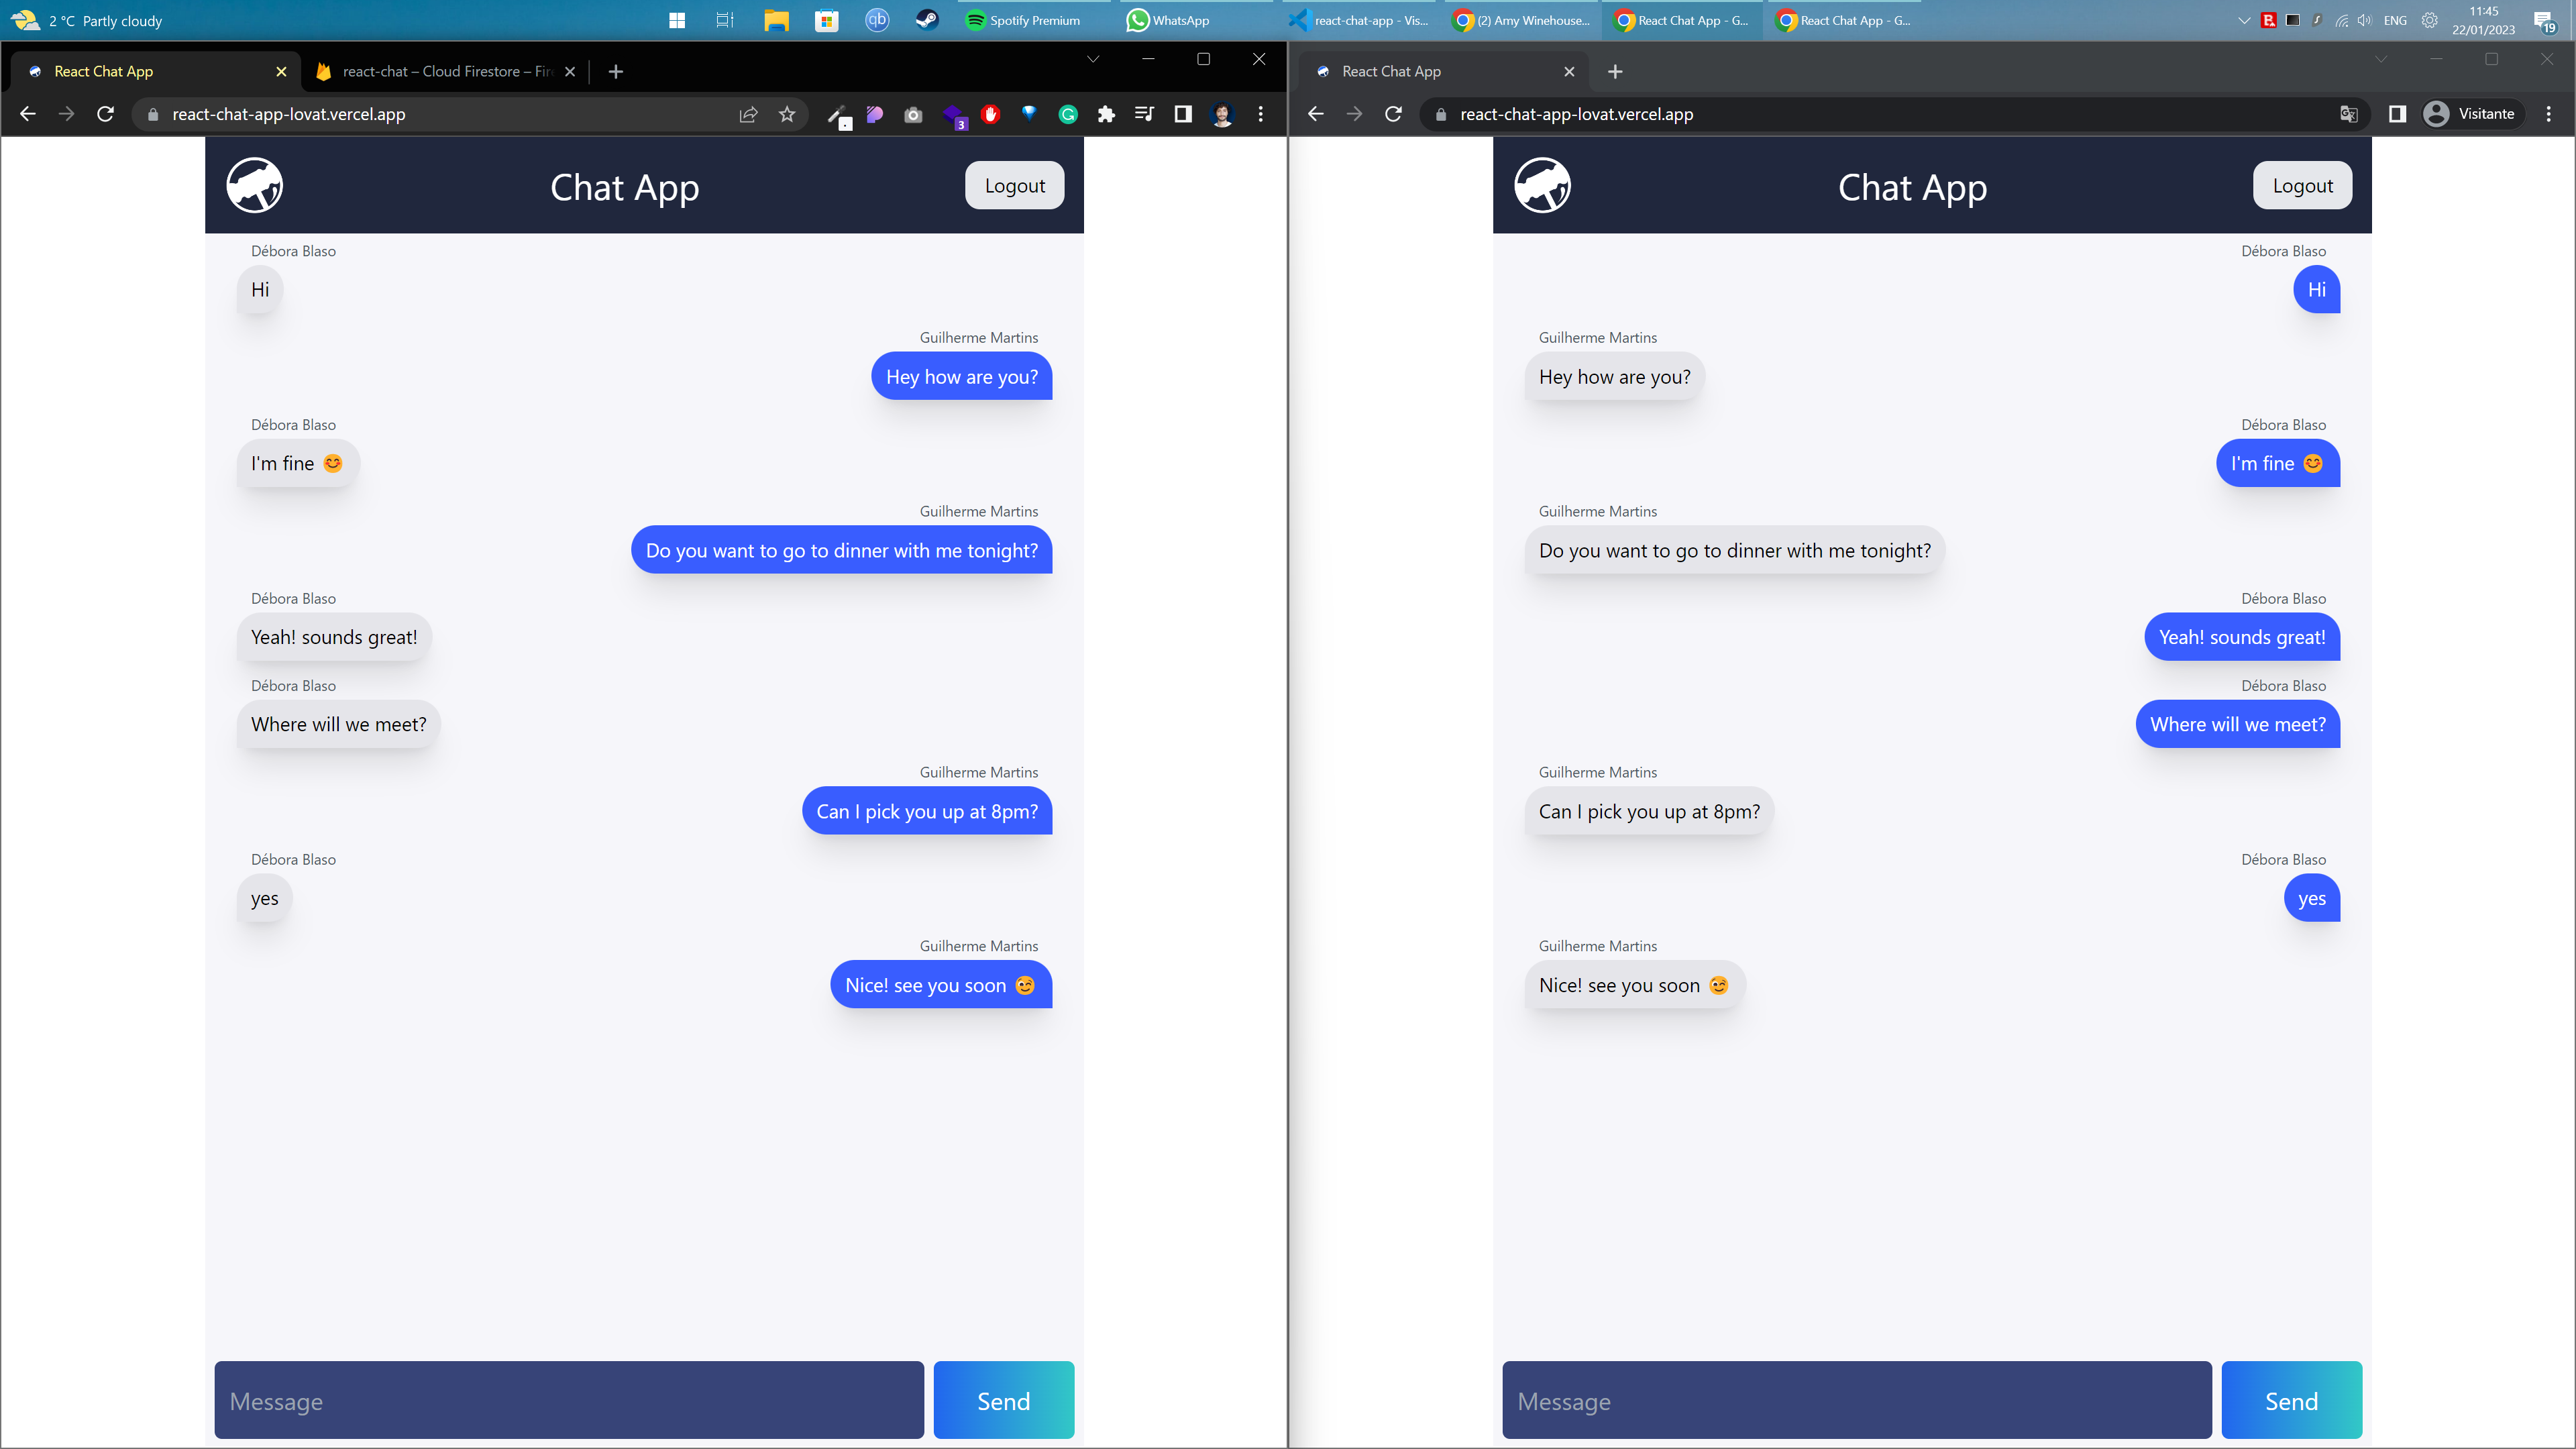 2 °C Partly cloudy
qb
Spotify Premium
WhatsApp
react-chat-app - Vis...
(2) Amy Winehouse...
React Chat App - G...
React Chat App - G...
ENG
11:45
22/01/2023
19
React Chat App
react-chat – Cloud Firestore – Fire
react-chat-app-lovat.vercel.app
3
Chat App
Logout
Débora Blaso
Hi
Guilherme Martins
Hey how are you?
Débora Blaso
I'm fine 😊
Guilherme Martins
Do you want to go to dinner with me tonight?
Débora Blaso
Yeah! sounds great!
Débora Blaso
Where will we meet?
Guilherme Martins
Can I pick you up at 8pm?
Débora Blaso
yes
Guilherme Martins
Nice! see you soon 😉
Message
Send
React Chat App
react-chat-app-lovat.vercel.app
Visitante
Chat App
Logout
Débora Blaso
Hi
Guilherme Martins
Hey how are you?
Débora Blaso
I'm fine 😊
Guilherme Martins
Do you want to go to dinner with me tonight?
Débora Blaso
Yeah! sounds great!
Débora Blaso
Where will we meet?
Guilherme Martins
Can I pick you up at 8pm?
Débora Blaso
yes
Guilherme Martins
Nice! see you soon 😉
Message
Send